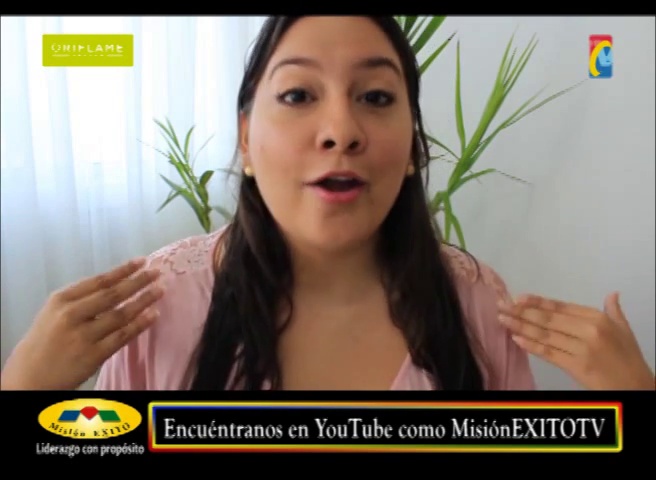 ORIFLAME
Misión EXITO
Liderazgo con propósito
Encuéntranos en YouTube como MisiónEXITOTV